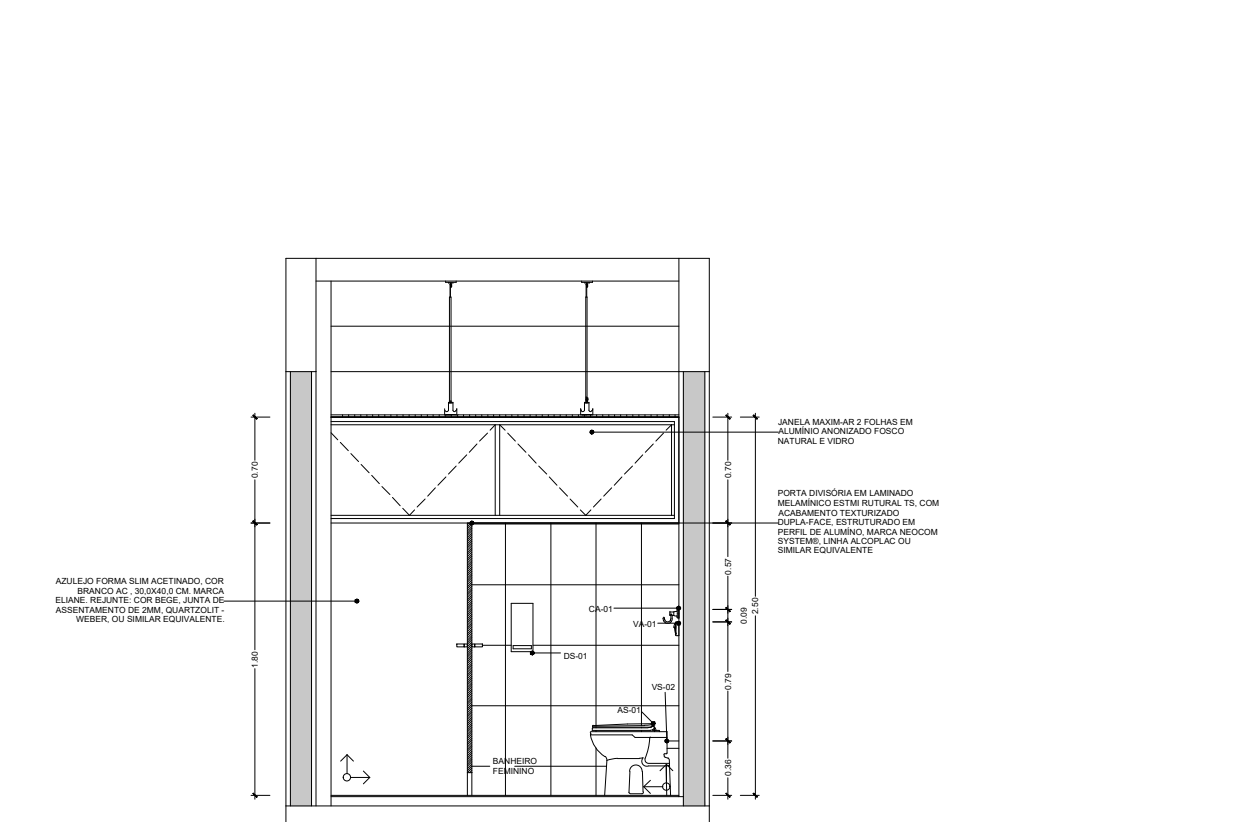 JANELA MAXIM-AR 2 FOLHAS EM
ALUMÍNIO ANONIZADO FOSCO
NATURAL E VIDRO
0.70
0.70
PORTA DIVISÓRIA EM LAMINADO
MELAMÍNICO ESTMI RUTURAL TS, COM
ACABAMENTO TEXTURIZADO
DUPLA-FACE, ESTRUTURADO EM
PERFIL DE ALUMÍNO, MARCA NEOCOM
SYSTEM®, LINHA ALCOPLAC OU
SIMILAR EQUIVALENTE
0.57
AZULEJO FORMA SLIM ACETINADO, COR
BRANCO AC , 30,0X40,0 CM. MARCA
ELIANE. REJUNTE: COR BEGE, JUNTA DE
ASSENTAMENTO DE 2MM, QUARTZOLIT -
WEBER, OU SIMILAR EQUIVALENTE.
CA-01
2.50
0.09
VA-01
DS-01
1.80
0.79
VS-02
AS-01
BANHEIRO
FEMININO
0.36